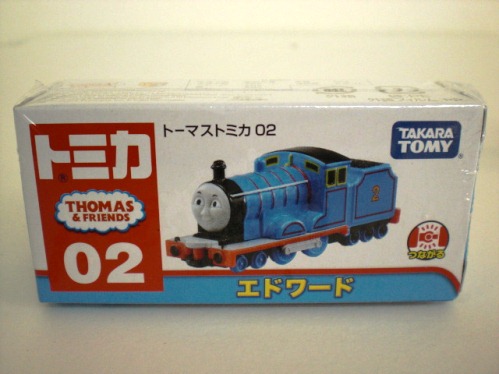 トミカ
®
THOMAS
& FRIENDS
02
トーマストミカ 02
TAKARA
TOMY
2
つながる
エドワード